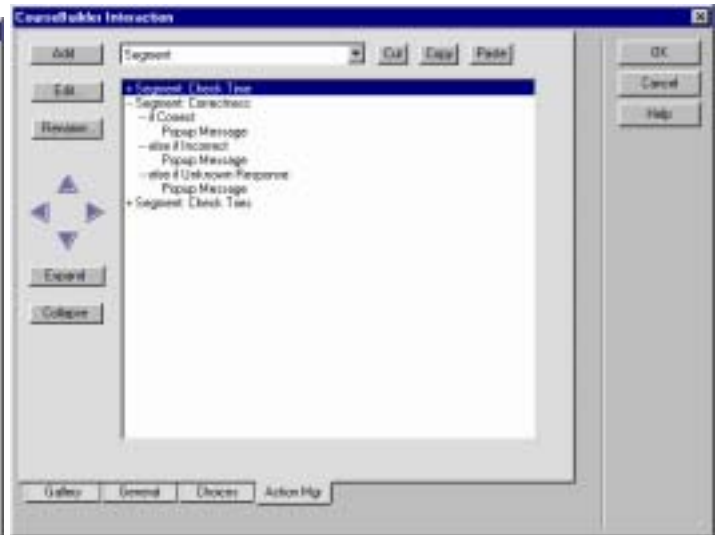 CourseBuilder Interaction
Add
Segment
Cut
Copy
Paste
OK
Edit
Cancel
Rename
Help
+ Segment: Check Time
- Segment: Correctness
- if Correct
Popup Message
- else if Incorrect
Popup Message
- else if Unknown Response
Popup Message
+ Segment: Check Tries
Expand
Collapse
Gallery
General
Choices
Action Mgr